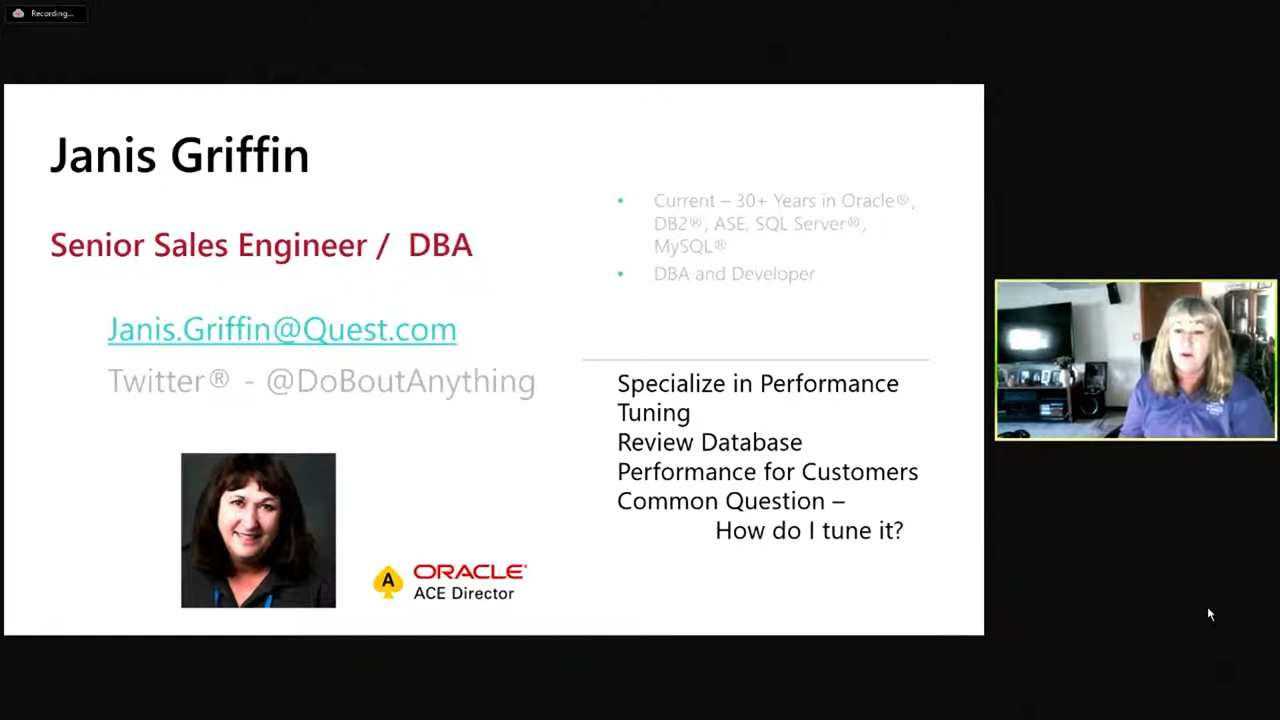 Recording...
Janis Griffin
Senior Sales Engineer / DBA
Janis.Griffin@Quest.com
Twitter® - @DoBoutAnything
• Current – 30+ Years in Oracle®,
DB2®, ASE, SQL Server®,
MySQL®
• DBA and Developer
Specialize in Performance
Tuning
Review Database
Performance for Customers
Common Question –
How do I tune it?
A
ORACLE®
ACE Director